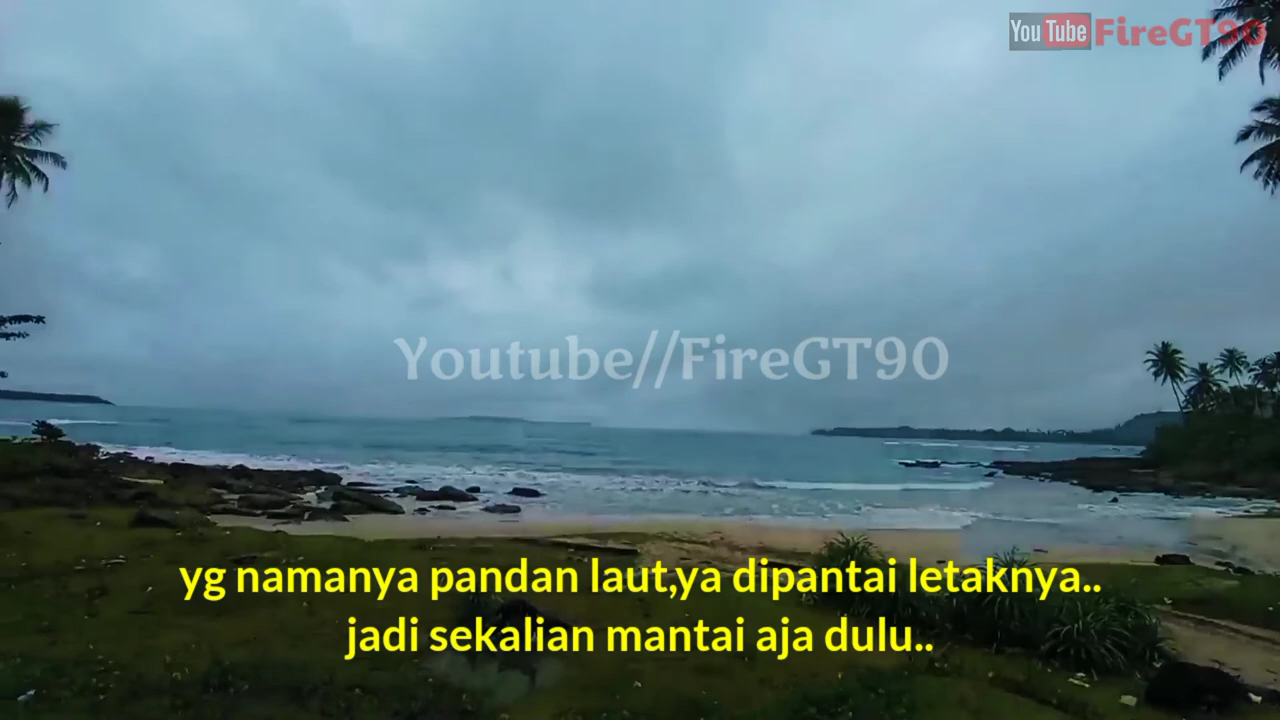 YouTube FireGT90
Youtube//FireGT90
yg namanya pandan laut,ya dipantai letaknya..
jadi sekalian mantai aja dulu..